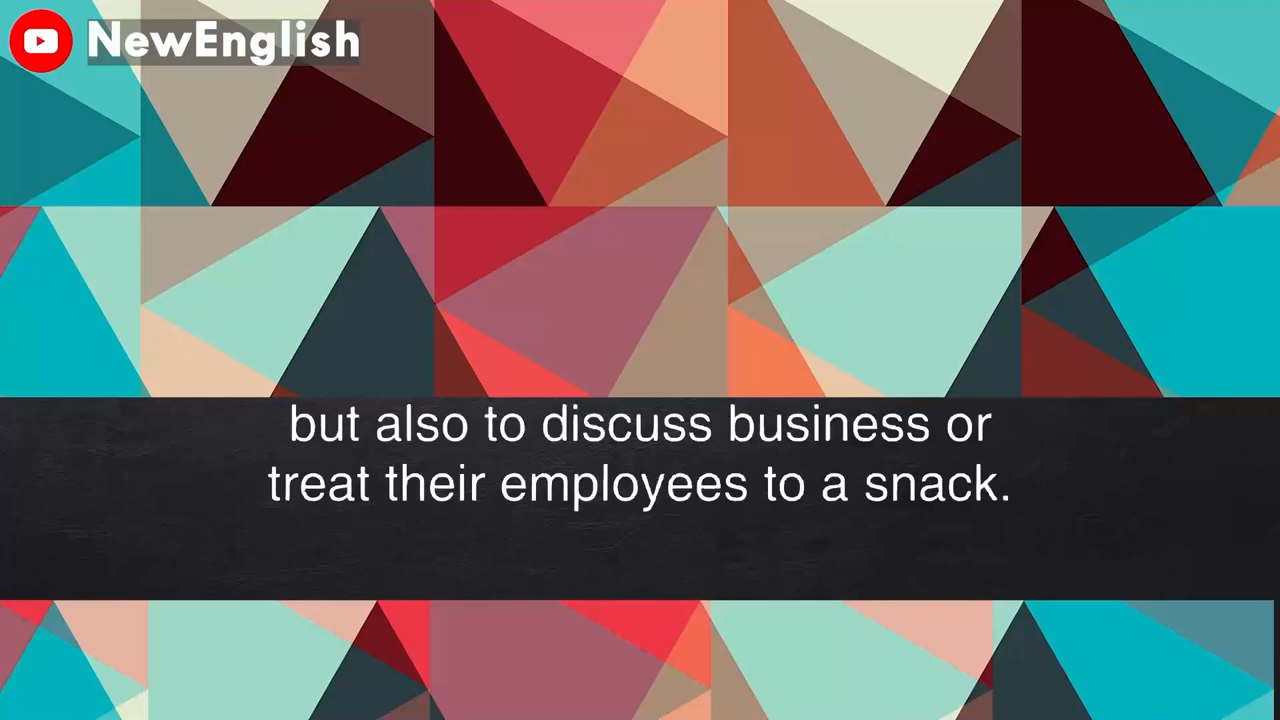 NewEnglish
but also to discuss business or
treat their employees to a snack.